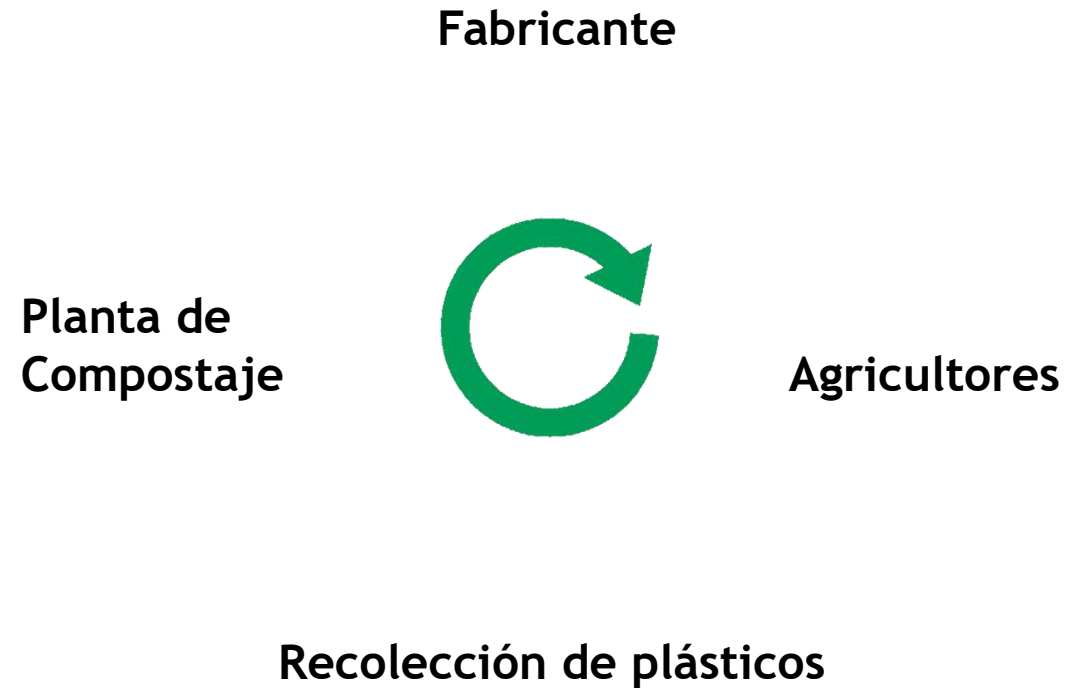 Fabricante
Planta de
Compostaje
Agricultores
Recolección de plásticos